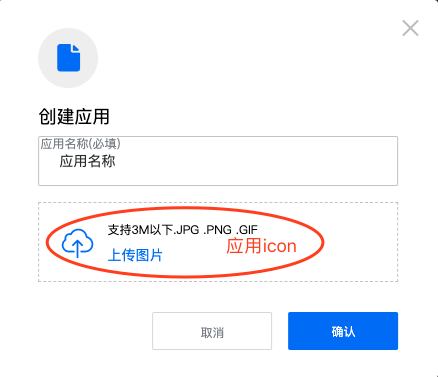 创建应用
应用名称(必填)
应用名称
支持3M以下.JPG .PNG .GIF
上传图片
应用icon
取消
确认